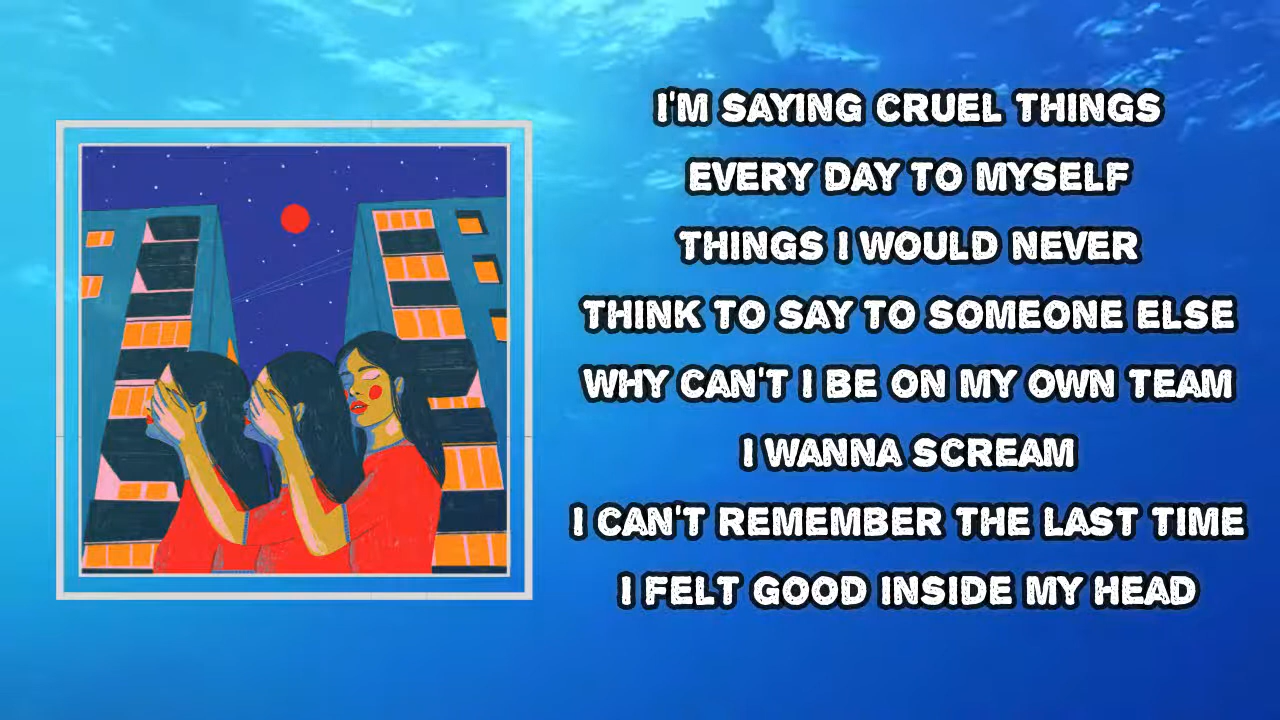 I'M SAYING CRUEL THINGS
EVERY DAY TO MYSELF
THINGS I WOULD NEVER
THINK TO SAY TO SOMEONE ELSE
WHY CAN'T I BE ON MY OWN TEAM
I WANNA SCREAM
I CAN'T REMEMBER THE LAST TIME
I FELT GOOD INSIDE MY HEAD